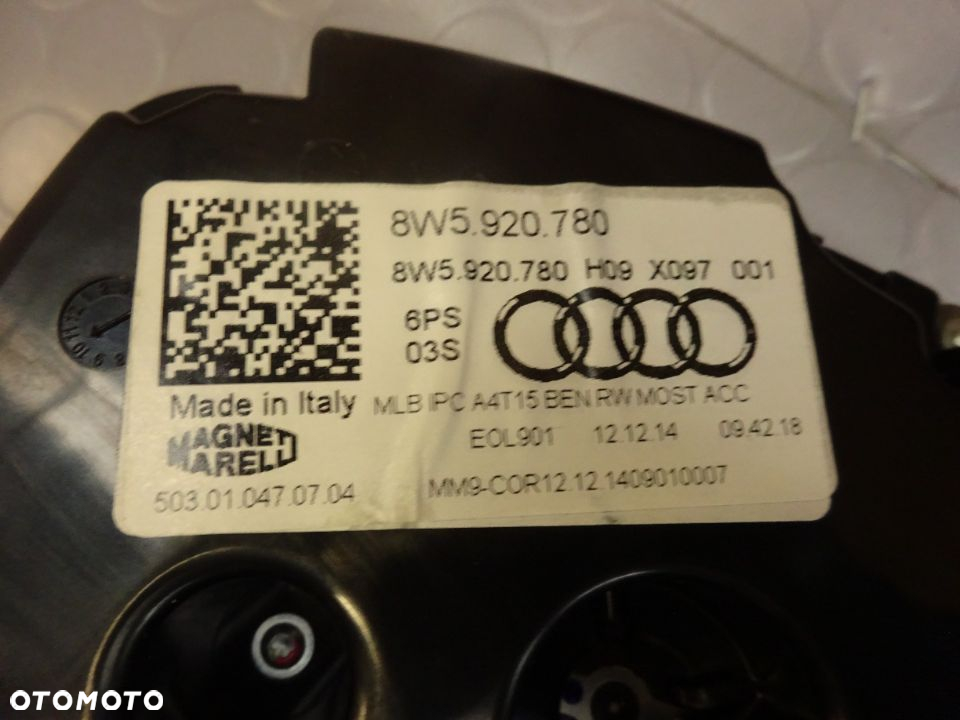 8W5.920.780
8W5.920.780 H09 X097 001
6PS
03S
Made in Italy
MLB IPC A4T15 BEN RW MOST ACC
MAGNETI
MARELLI
EOL901 12.12.14 09.42.18
503.01.047.07.04
MM9-COR12.12.1409010007
OTOMOTO